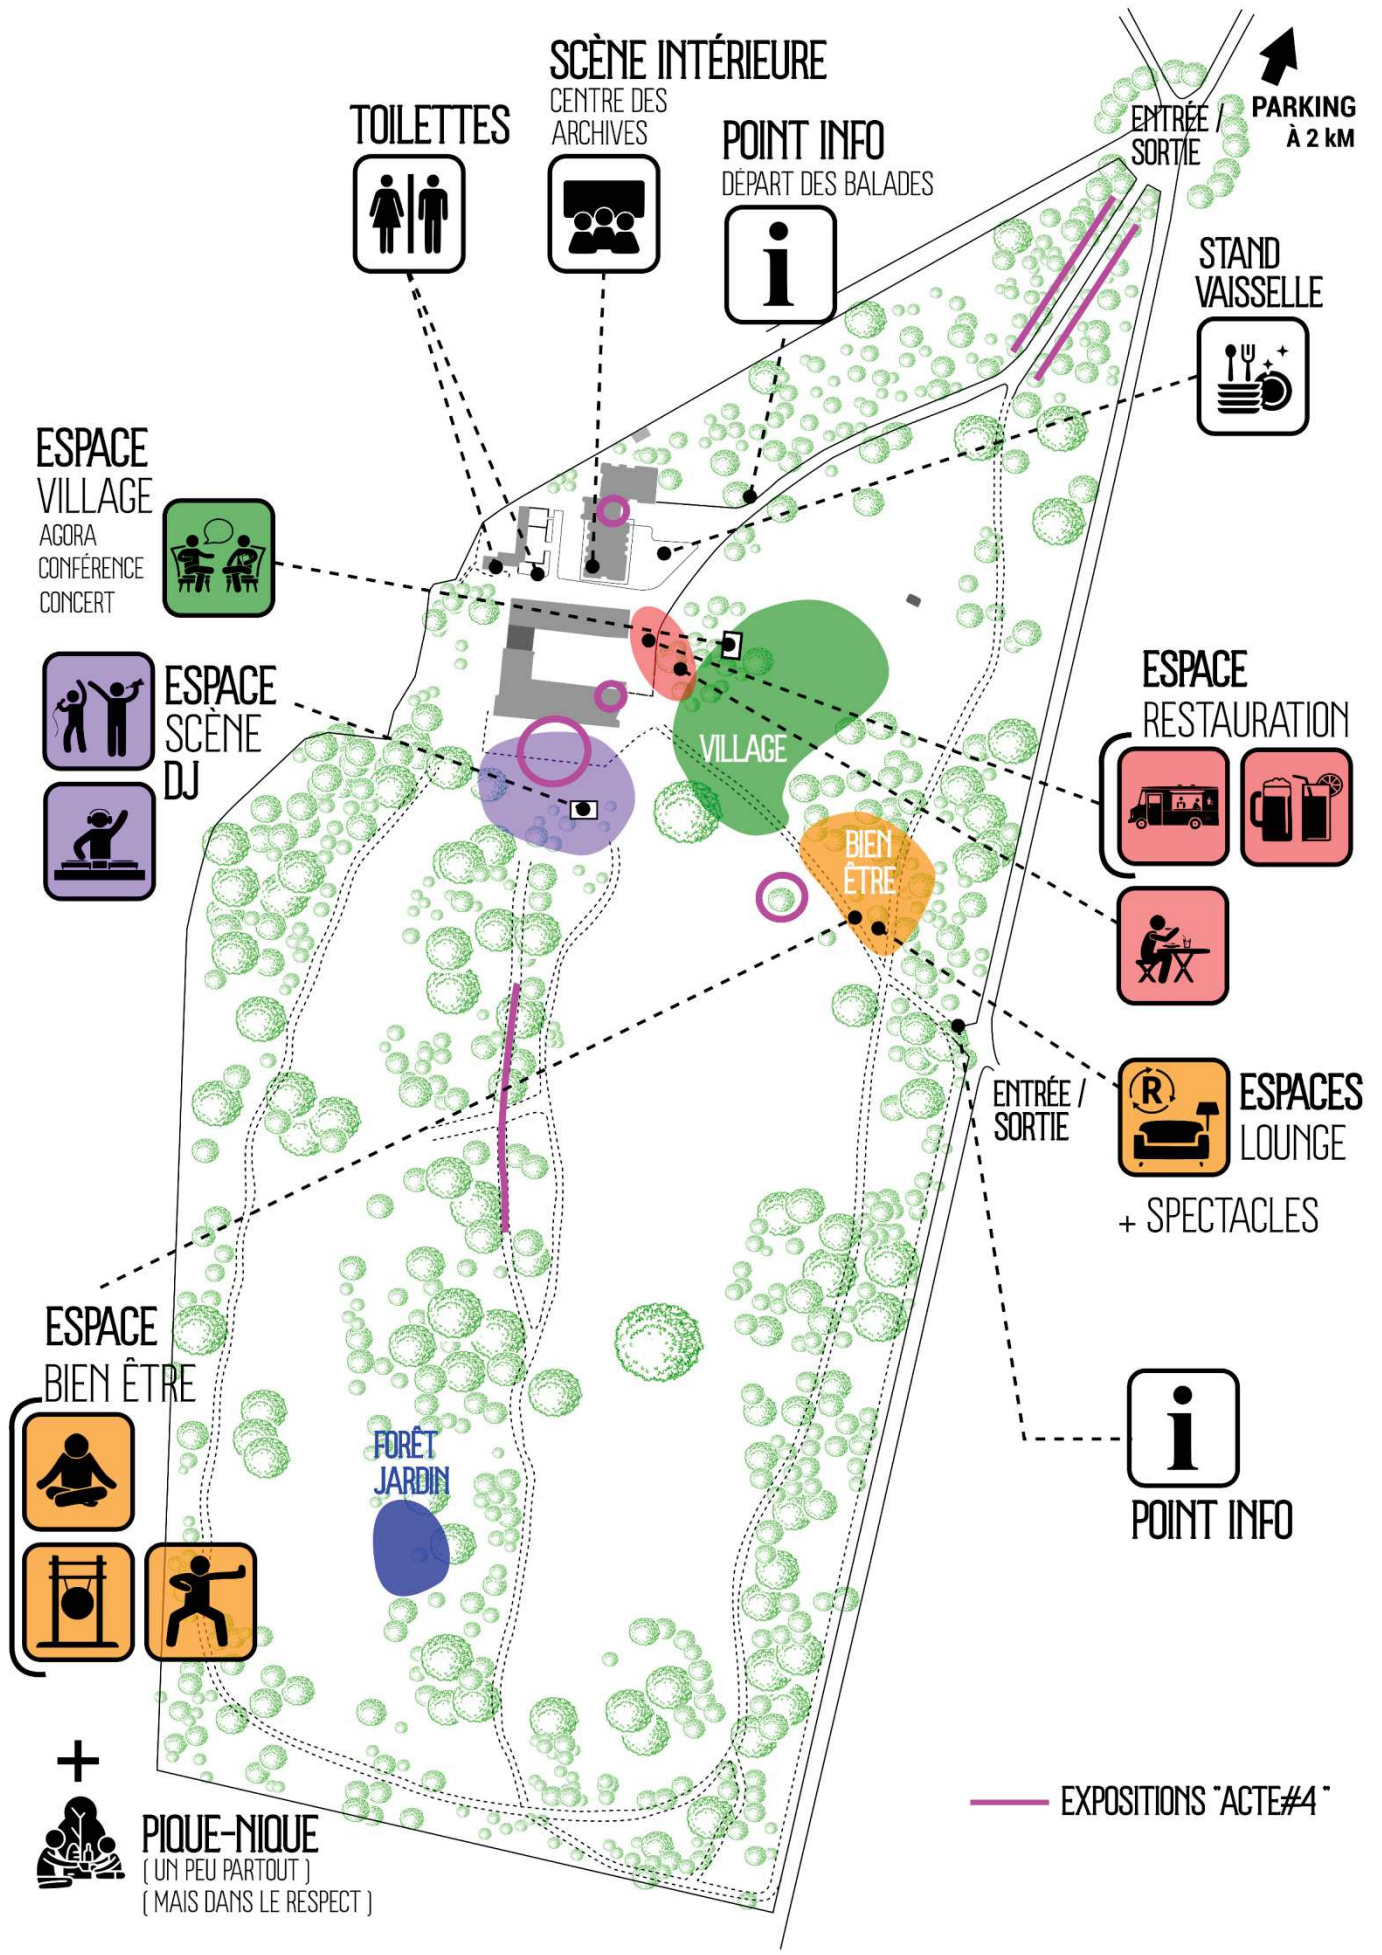 SCÈNE INTÉRIEURE
CENTRE DES
ARCHIVES
TOILETTES
POINT INFO
DÉPART DES BALADES
i
ENTRÉE /
SORTIE
PARKING
À 2 KM
STAND
VAISSELLE
ESPACE
VILLAGE
AGORA
CONFÉRENCE
CONCERT
ESPACE
SCÈNE
DJ
VILLAGE
BIEN
ÊTRE
ESPACE
RESTAURATION
R
ESPACES
LOUNGE
+ SPECTACLES
ENTRÉE /
SORTIE
ESPACE
BIEN ÊTRE
FORÊT
JARDIN
i
POINT INFO
+
PIQUE-NIQUE
( UN PEU PARTOUT )
( MAIS DANS LE RESPECT )
EXPOSITIONS "ACTE#4 "